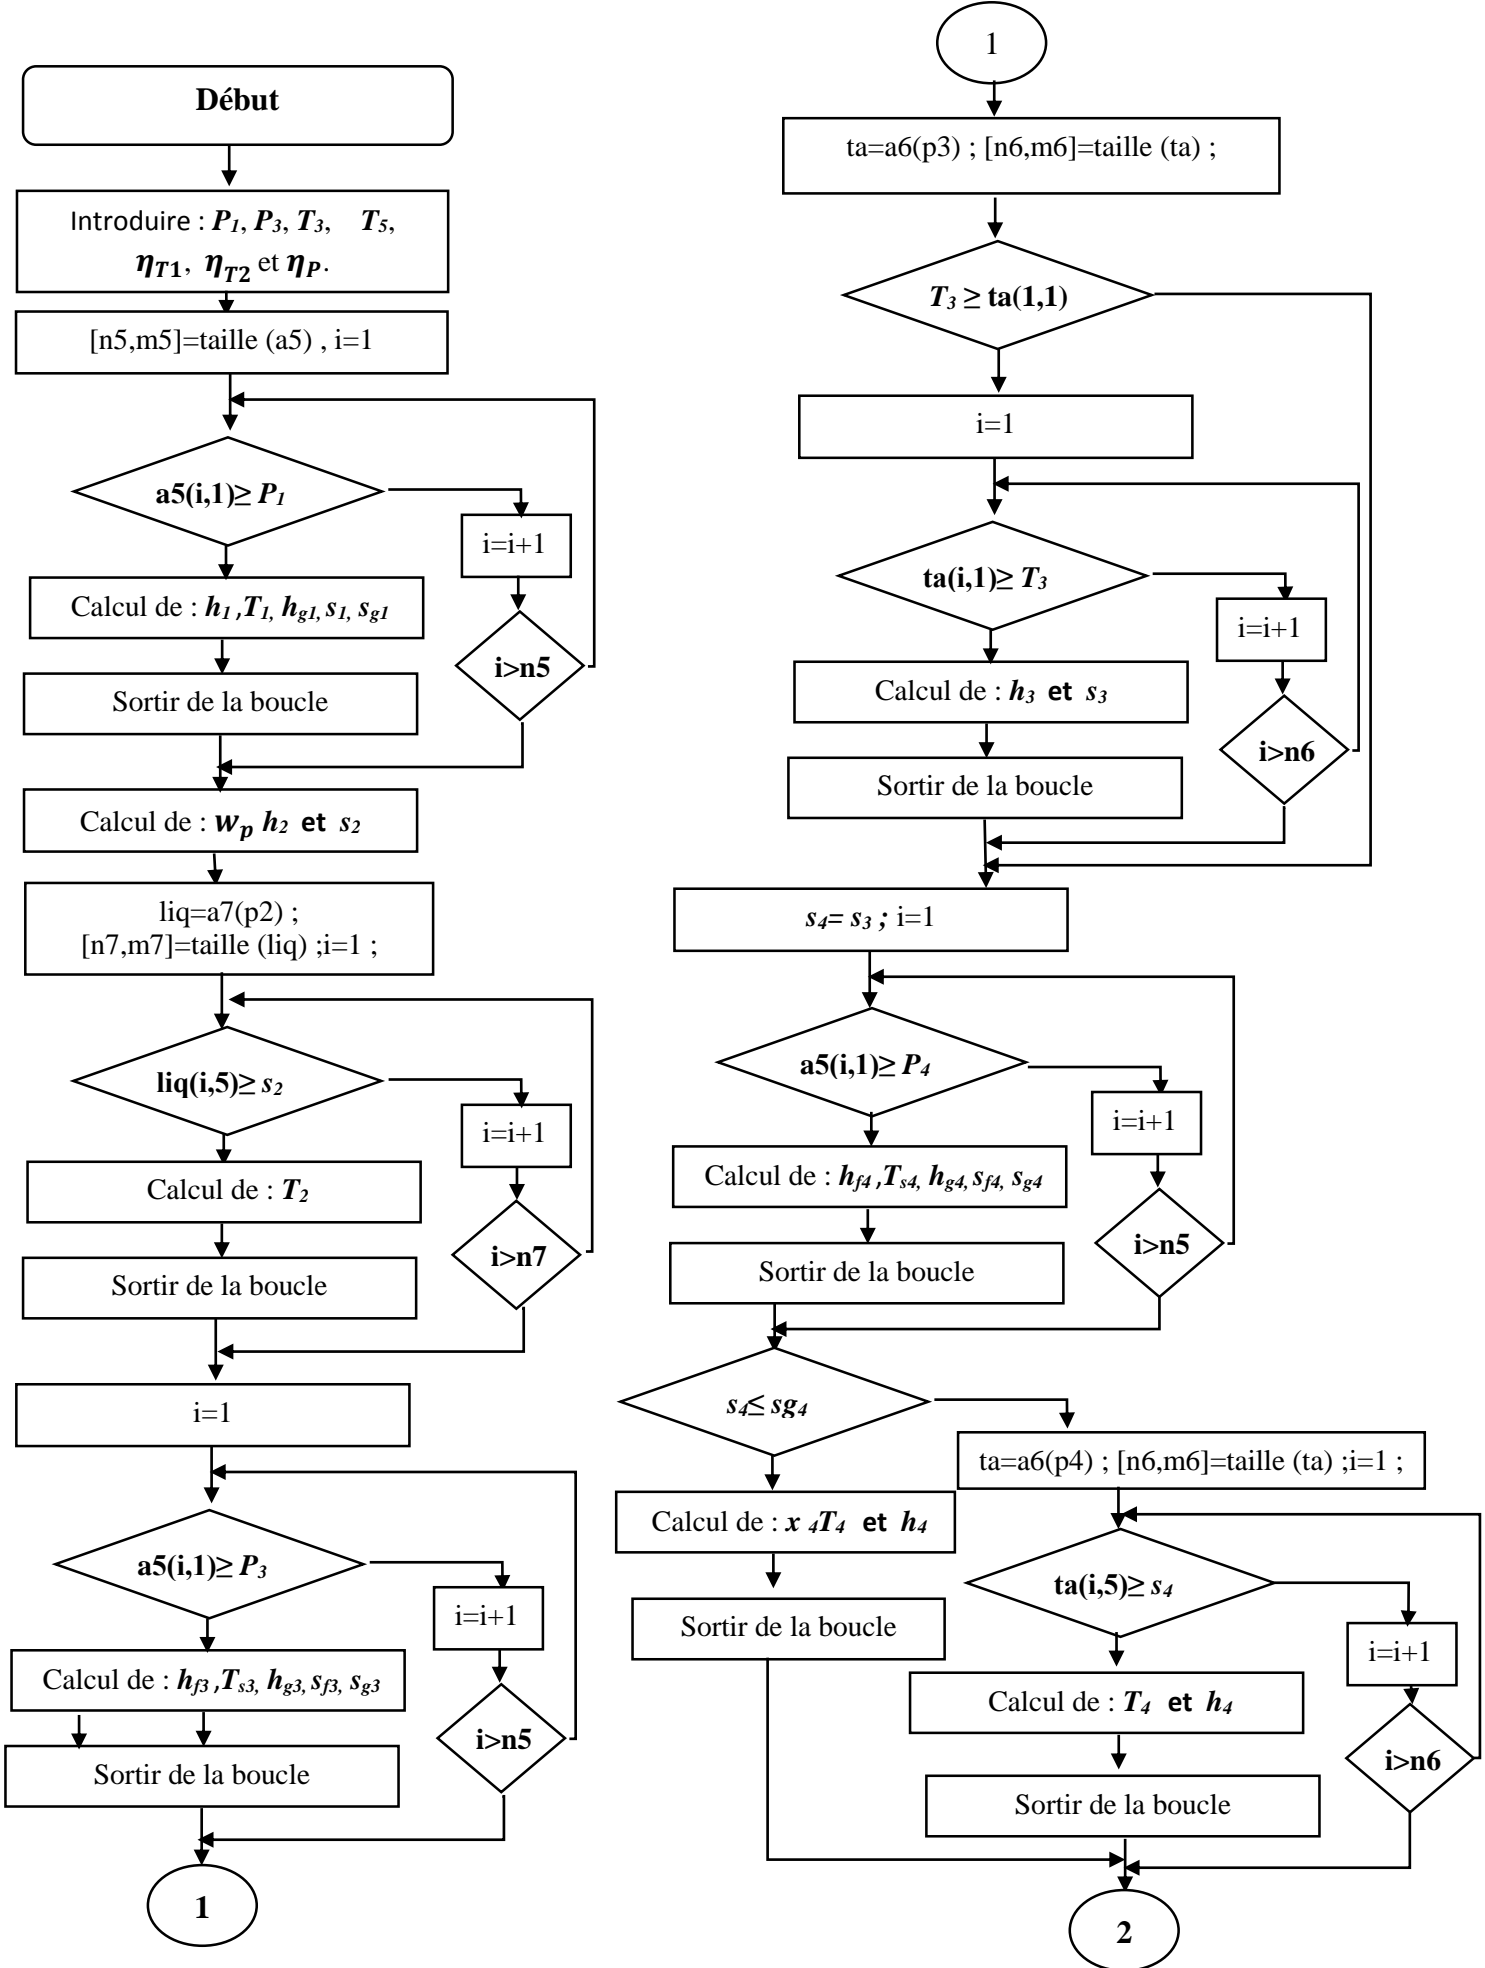 Début
Introduire : P1, P3, T3, T5,
ηT1, ηT2 et ηP.
[n5,m5]=taille (a5) , i=1
a5(i,1)≥ P1
i=i+1
Calcul de : h1 ,T1, hg1, s1, sg1
i>n5
Sortir de la boucle
Calcul de : wp h2 et s2
liq=a7(p2) ;
[n7,m7]=taille (liq) ;i=1 ;
liq(i,5)≥ s2
i=i+1
Calcul de : T2
i>n7
Sortir de la boucle
i=1
a5(i,1)≥ P3
i=i+1
Calcul de : hf3 ,Ts3, hg3, sf3, sg3
i>n5
Sortir de la boucle
1
1
ta=a6(p3) ; [n6,m6]=taille (ta) ;
T3 ≥ ta(1,1)
i=1
ta(i,1)≥ T3
i=i+1
Calcul de : h3 et s3
i>n6
Sortir de la boucle
s4= s3 ; i=1
a5(i,1)≥ P4
i=i+1
Calcul de : hf4 ,Ts4, hg4, sf4, sg4
i>n5
Sortir de la boucle
s4≤ sg4
ta=a6(p4) ; [n6,m6]=taille (ta) ;i=1 ;
Calcul de : x 4T4 et h4
ta(i,5)≥ s4
Sortir de la boucle
i=i+1
Calcul de : T4 et h4
i>n6
Sortir de la boucle
2